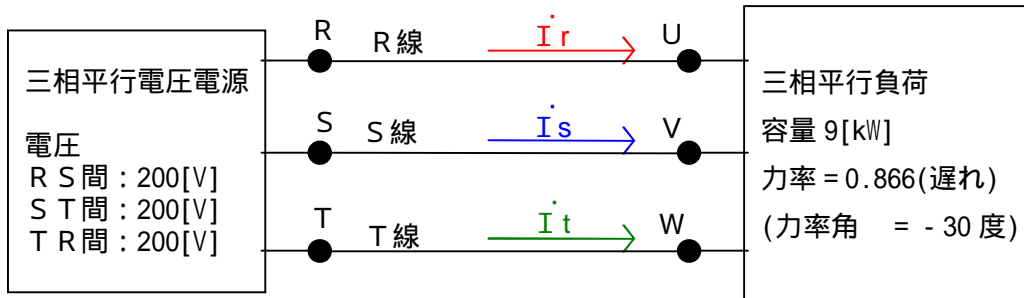 三相平行電圧電源
電圧
RS間：200[V]
ST間：200[V]
TR間：200[V]
R
R線
İr
U
S
S線
İs
V
T
T線
İt
W
三相平行負荷
容量 9[kW]
力率=0.866(遅れ)
(力率角　=-30度)